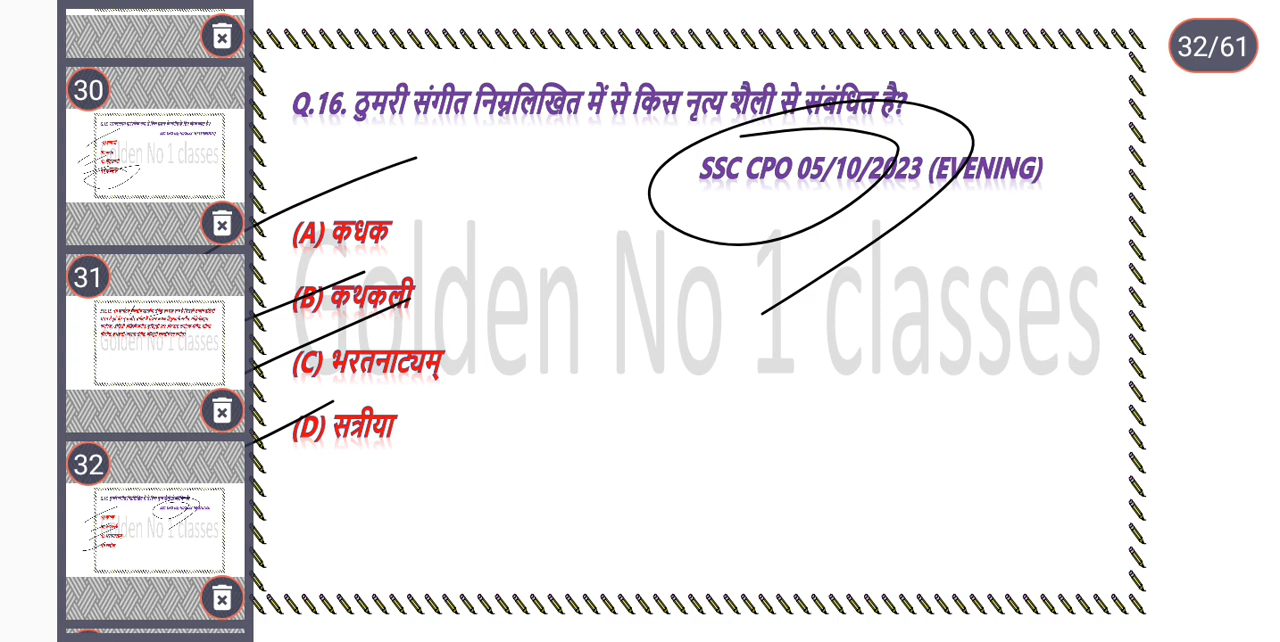 32/61
30
31
32
Q.16. ठुमरी संगीत निम्नलिखित में से किस नृत्य शैली से संबंधित है?
SSC CPO 05/10/2023 (EVENING)
(A) कथक
(B) कथकली
(C) भरतनाट्यम्
(D) सत्रीया
Golden No 1 classes